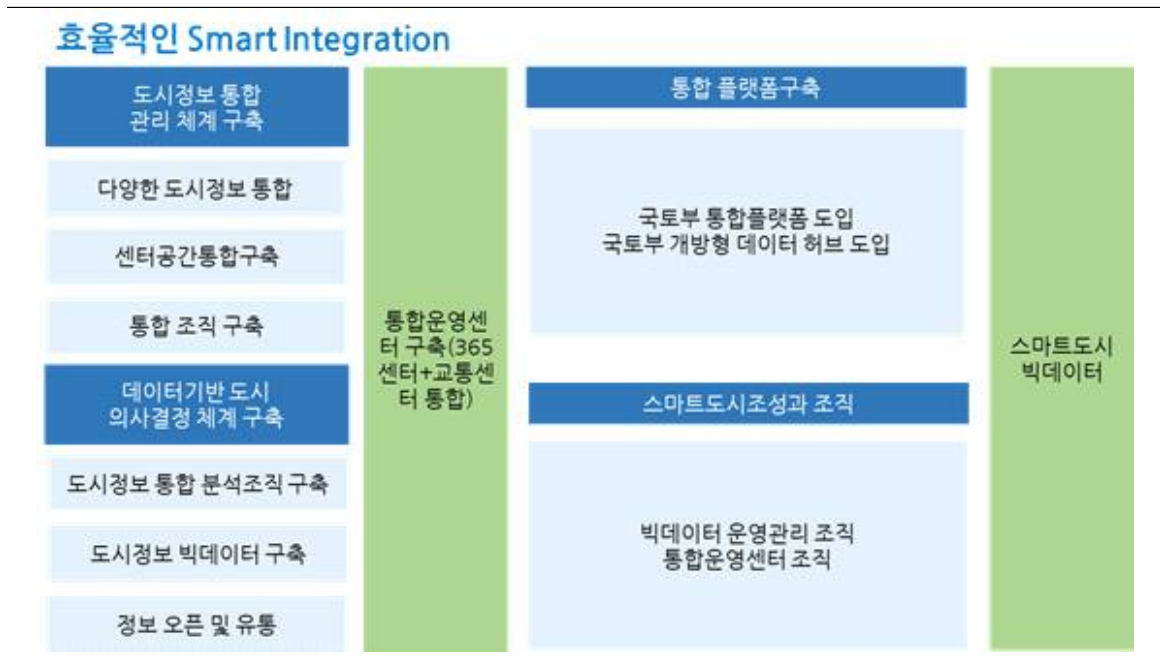 효율적인 Smart Integration
도시정보 통합
관리 체계 구축
다양한 도시정보 통합
센터공간통합구축
통합 조직 구축
데이터기반 도시
의사결정 체계 구축
도시정보 통합 분석조직 구축
도시정보 빅데이터 구축
정보 오픈 및 유통
통합운영센
터 구축(365
센터+교통센
터 통합)
통합 플랫폼구축
국토부 통합플랫폼 도입
국토부 개방형 데이터 허브 도입
스마트도시조성과 조직
빅데이터 운영관리 조직
통합운영센터 조직
스마트도시
빅데이터